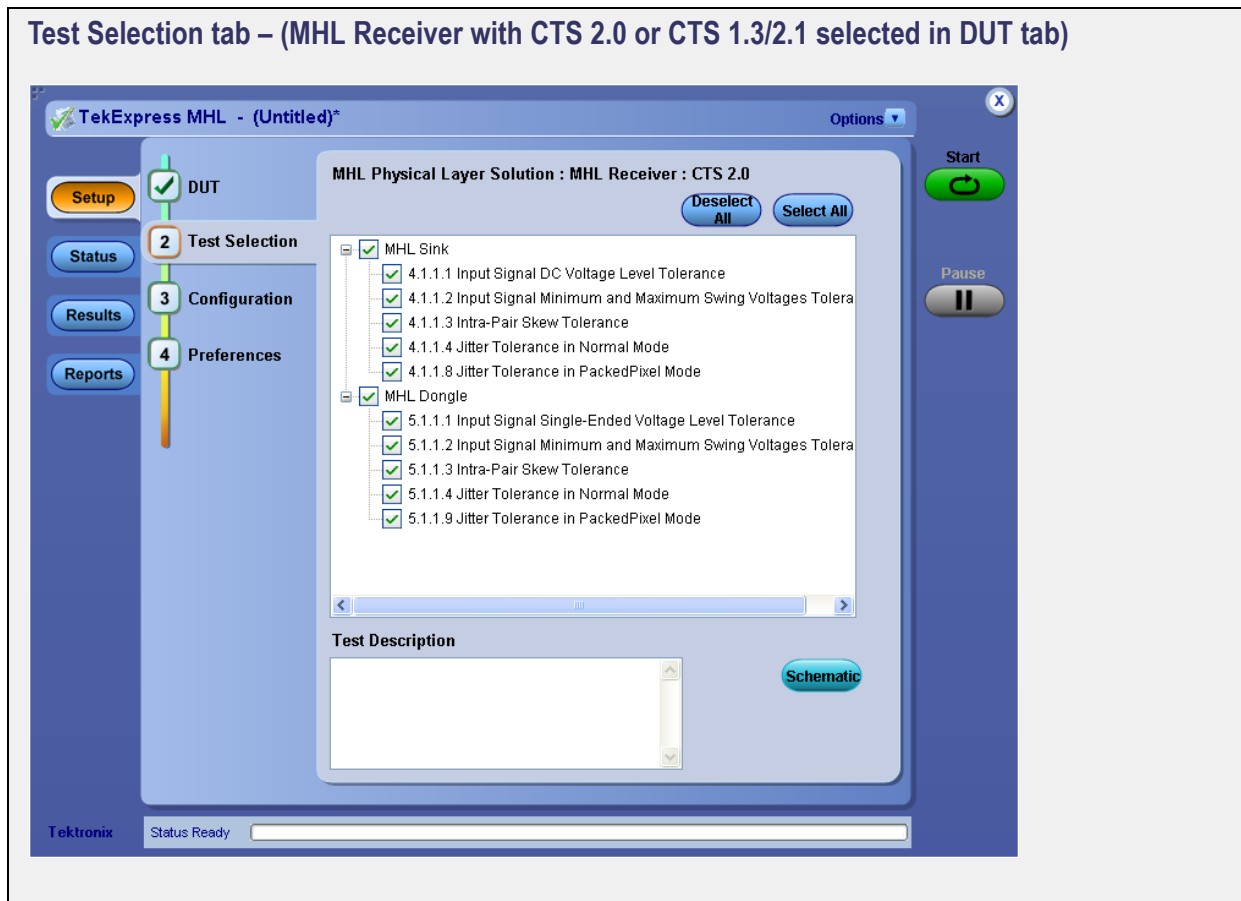 Test Selection tab – (MHL Receiver with CTS 2.0 or CTS 1.3/2.1 selected in DUT tab)
TekExpress MHL - (Untitled)*
Options
X
Start
Pause
Setup
Status
Results
Reports
DUT
2 Test Selection
3 Configuration
4 Preferences
MHL Physical Layer Solution : MHL Receiver : CTS 2.0
Deselect
All
Select All
MHL Sink
4.1.1.1 Input Signal DC Voltage Level Tolerance
4.1.1.2 Input Signal Minimum and Maximum Swing Voltages Tolera
4.1.1.3 Intra-Pair Skew Tolerance
4.1.1.4 Jitter Tolerance in Normal Mode
4.1.1.8 Jitter Tolerance in PackedPixel Mode
MHL Dongle
5.1.1.1 Input Signal Single-Ended Voltage Level Tolerance
5.1.1.2 Input Signal Minimum and Maximum Swing Voltages Tolera
5.1.1.3 Intra-Pair Skew Tolerance
5.1.1.4 Jitter Tolerance in Normal Mode
5.1.1.9 Jitter Tolerance in PackedPixel Mode
Test Description
Schematic
Tektronix
Status Ready